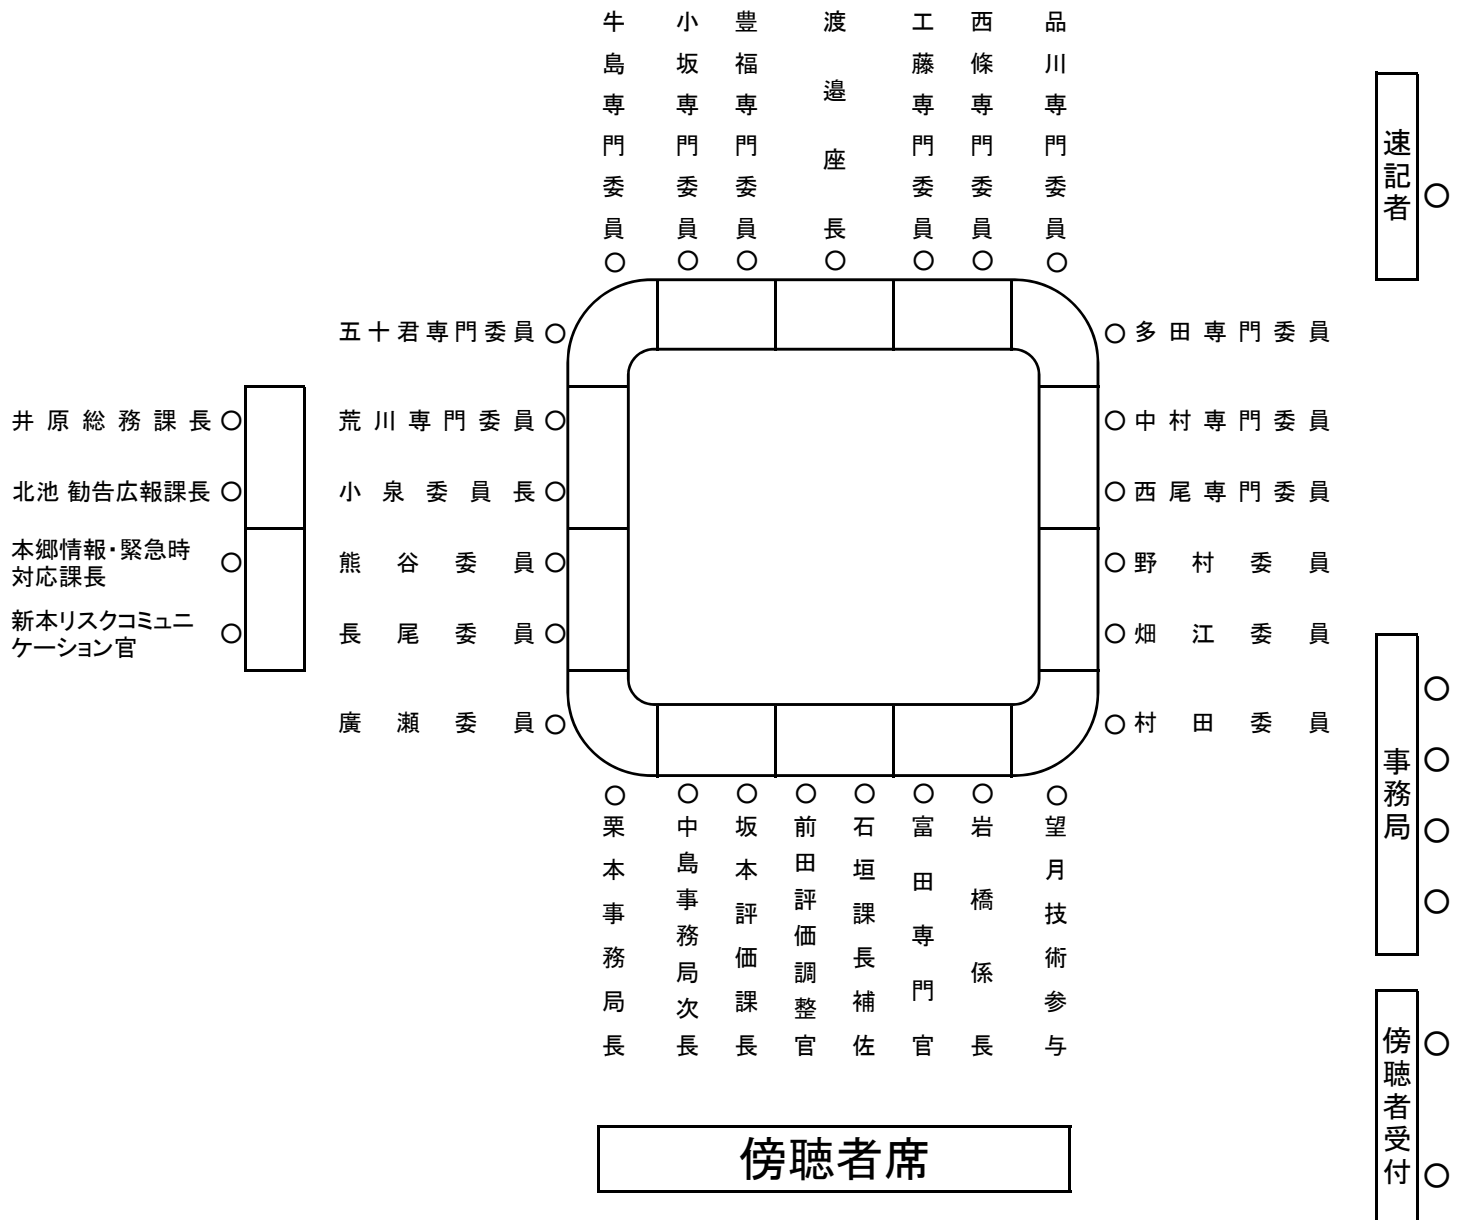 牛島専門委員
小坂専門委員
豊福専門委員
渡邉座長
工藤専門委員
西條専門委員
品川専門委員
速記者
五十君専門委員
多田専門委員
井原総務課長
荒川専門委員
中村専門委員
北池 勧告広報課長
小泉委員長
西尾専門委員
本郷情報・緊急時
対応課長
熊谷委員
野村委員
新本リスクコミュニ
ケーション官
長尾委員
畑江委員
廣瀬委員
村田委員
事務局
栗本事務局長
中島事務局次長
坂本評価課長
前田評価調整官
石垣課長補佐
富田専門官
岩橋係長
望月技術参与
傍聴者受付
傍聴者席